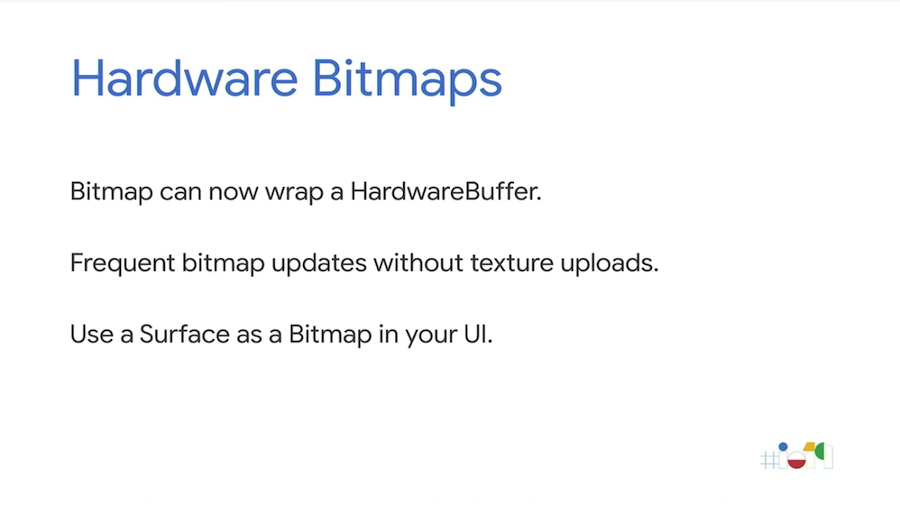 Hardware Bitmaps
Bitmap can now wrap a HardwareBuffer.
Frequent bitmap updates without texture uploads.
Use a Surface as a Bitmap in your UI.
#io19